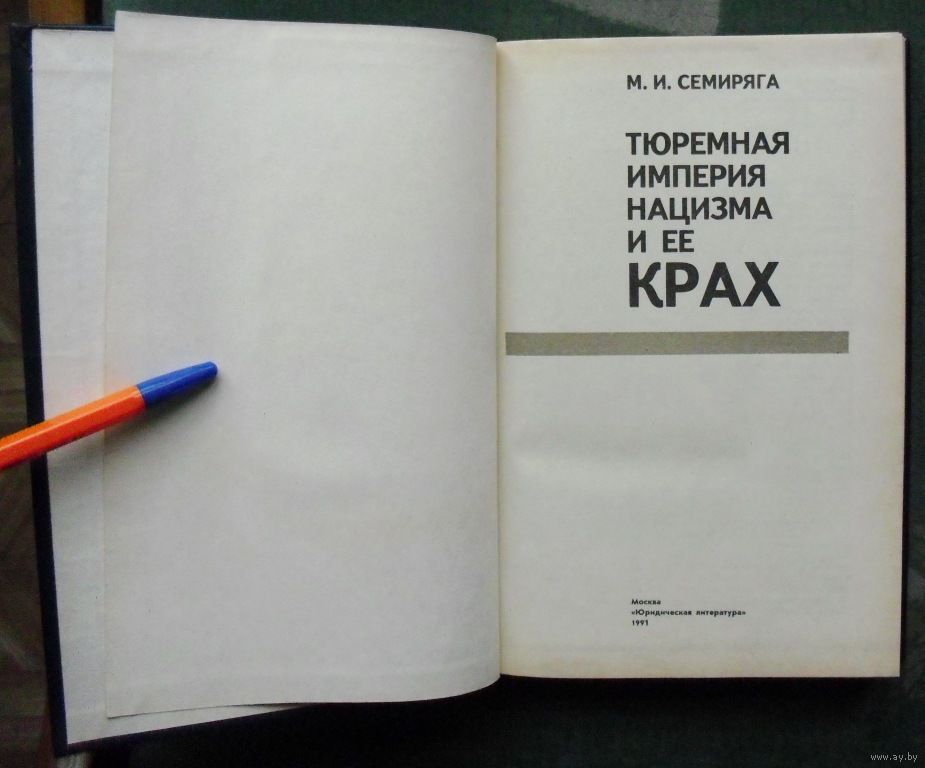 М. И. СЕМИРЯГА
ТЮРЕМНАЯ
ИМПЕРИЯ
НАЦИЗМА
И ЕЕ
КРАХ
Москва
«Юридическая литература»
1991
www.ay.by